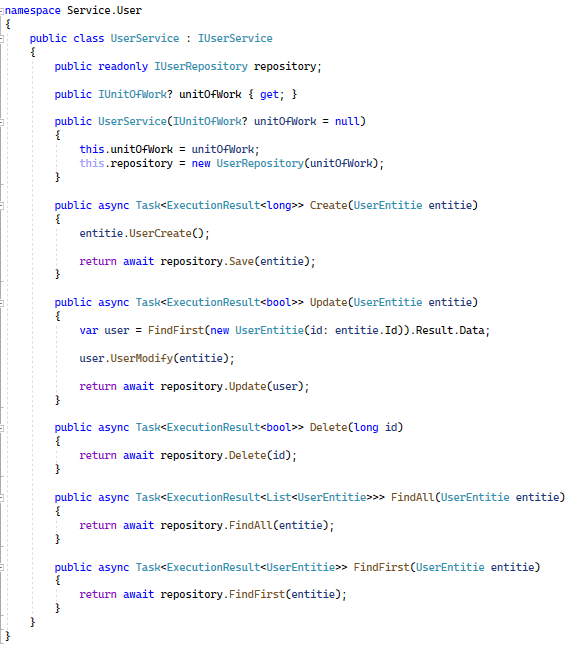 namespace Service.User
{
public class UserService : IUserService
{
public readonly IUserRepository repository;
public IUnitOfWork? unitOfWork { get; }
public UserService(IUnitOfWork? unitOfWork = null)
{
this.unitOfWork = unitOfWork;
this.repository = new UserRepository(unitOfWork);
}
public async Task<ExecutionResult<long>> Create(UserEntitie entitie)
{
entitie.UserCreate();
return await repository.Save(entitie);
}
public async Task<ExecutionResult<bool>> Update(UserEntitie entitie)
{
var user = FindFirst(new UserEntitie(id: entitie.Id)).Result.Data;
user.UserModify(entitie);
return await repository.Update(user);
}
public async Task<ExecutionResult<bool>> Delete(long id)
{
return await repository.Delete(id);
}
public async Task<ExecutionResult<List<UserEntitie>>> FindAll(UserEntitie entitie)
{
return await repository.FindAll(entitie);
}
public async Task<ExecutionResult<UserEntitie>> FindFirst(UserEntitie entitie)
{
return await repository.FindFirst(entitie);
}
}
}